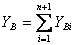 Y_B = \sum_{i=1}^{n+1} Y_{Bi}